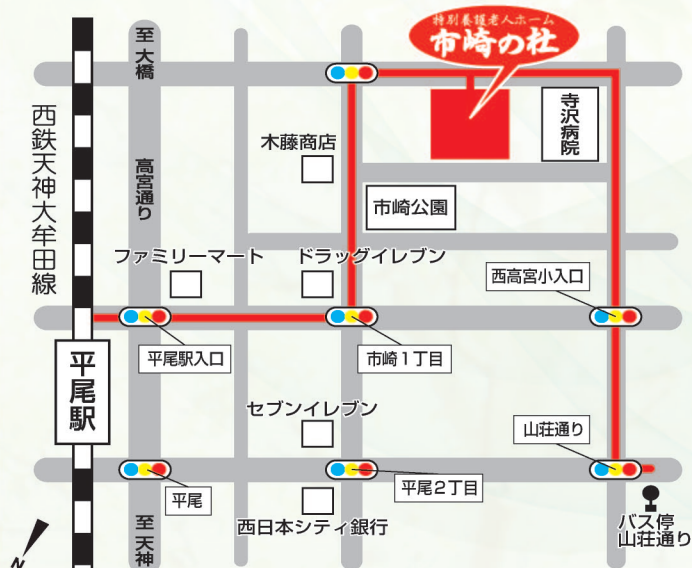 特別養護老人ホーム
市崎の杜
至 大橋
寺沢病院
西鉄天神大牟田線
木藤商店
高宮通り
市崎公園
ファミリーマート
ドラッグイレブン
西高宮小入口
平尾駅入口
市崎1丁目
平尾駅
セブンイレブン
山荘通り
平尾
平尾2丁目
西日本シティ銀行
至 天神
バス停
山荘通り
N